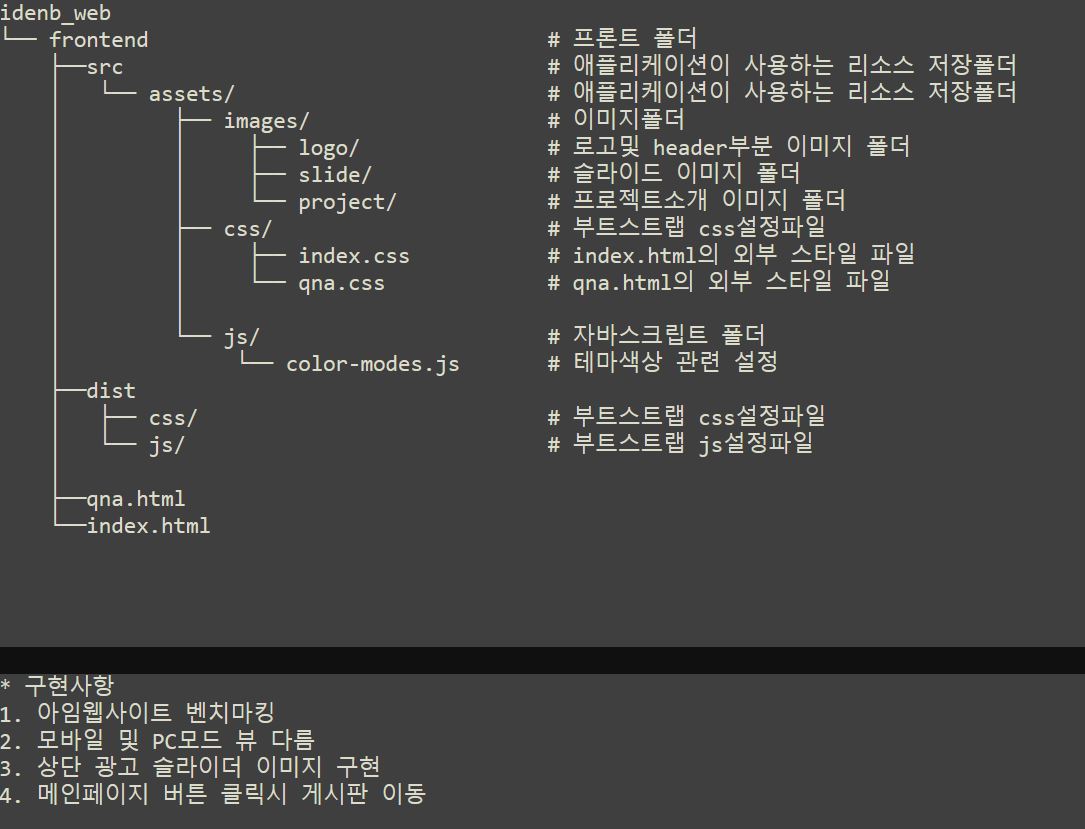 idenb_web
└── frontend # 프론트 폴더
├──src # 애플리케이션이 사용하는 리소스 저장폴더
│ └── assets/ # 애플리케이션이 사용하는 리소스 저장폴더
│ ├── images/ # 이미지폴더
│ │ ├── logo/ # 로고및 header부분 이미지 폴더
│ │ ├── slide/ # 슬라이드 이미지 폴더
│ │ └── project/ # 프로젝트소개 이미지 폴더
│ ├── css/ # 부트스트랩 css설정파일
│ │ ├── index.css # index.html의 외부 스타일 파일
│ │ └── qna.css # qna.html의 외부 스타일 파일
│ │
│ └── js/ # 자바스크립트 폴더
│ └── color-modes.js # 테마색상 관련 설정
├──dist
│ ├── css/ # 부트스트랩 css설정파일
│ └── js/ # 부트스트랩 js설정파일
│
├──qna.html
└──index.html
* 구현사항
1. 아임웹사이트 벤치마킹
2. 모바일 및 PC모드 뷰 다름
3. 상단 광고 슬라이더 이미지 구현
4. 메인페이지 버튼 클릭시 게시판 이동